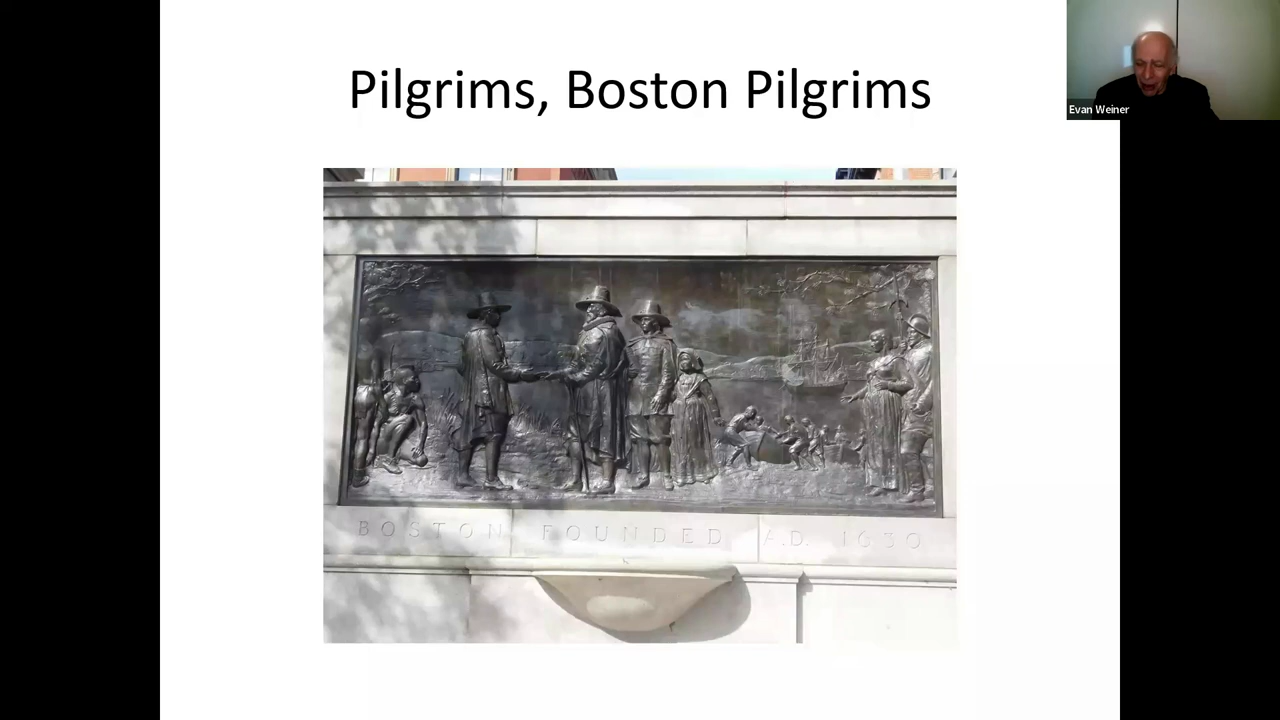 Pilgrims, Boston Pilgrims
Evan Weiner
BOSTON FOUNDED A.D. 1630